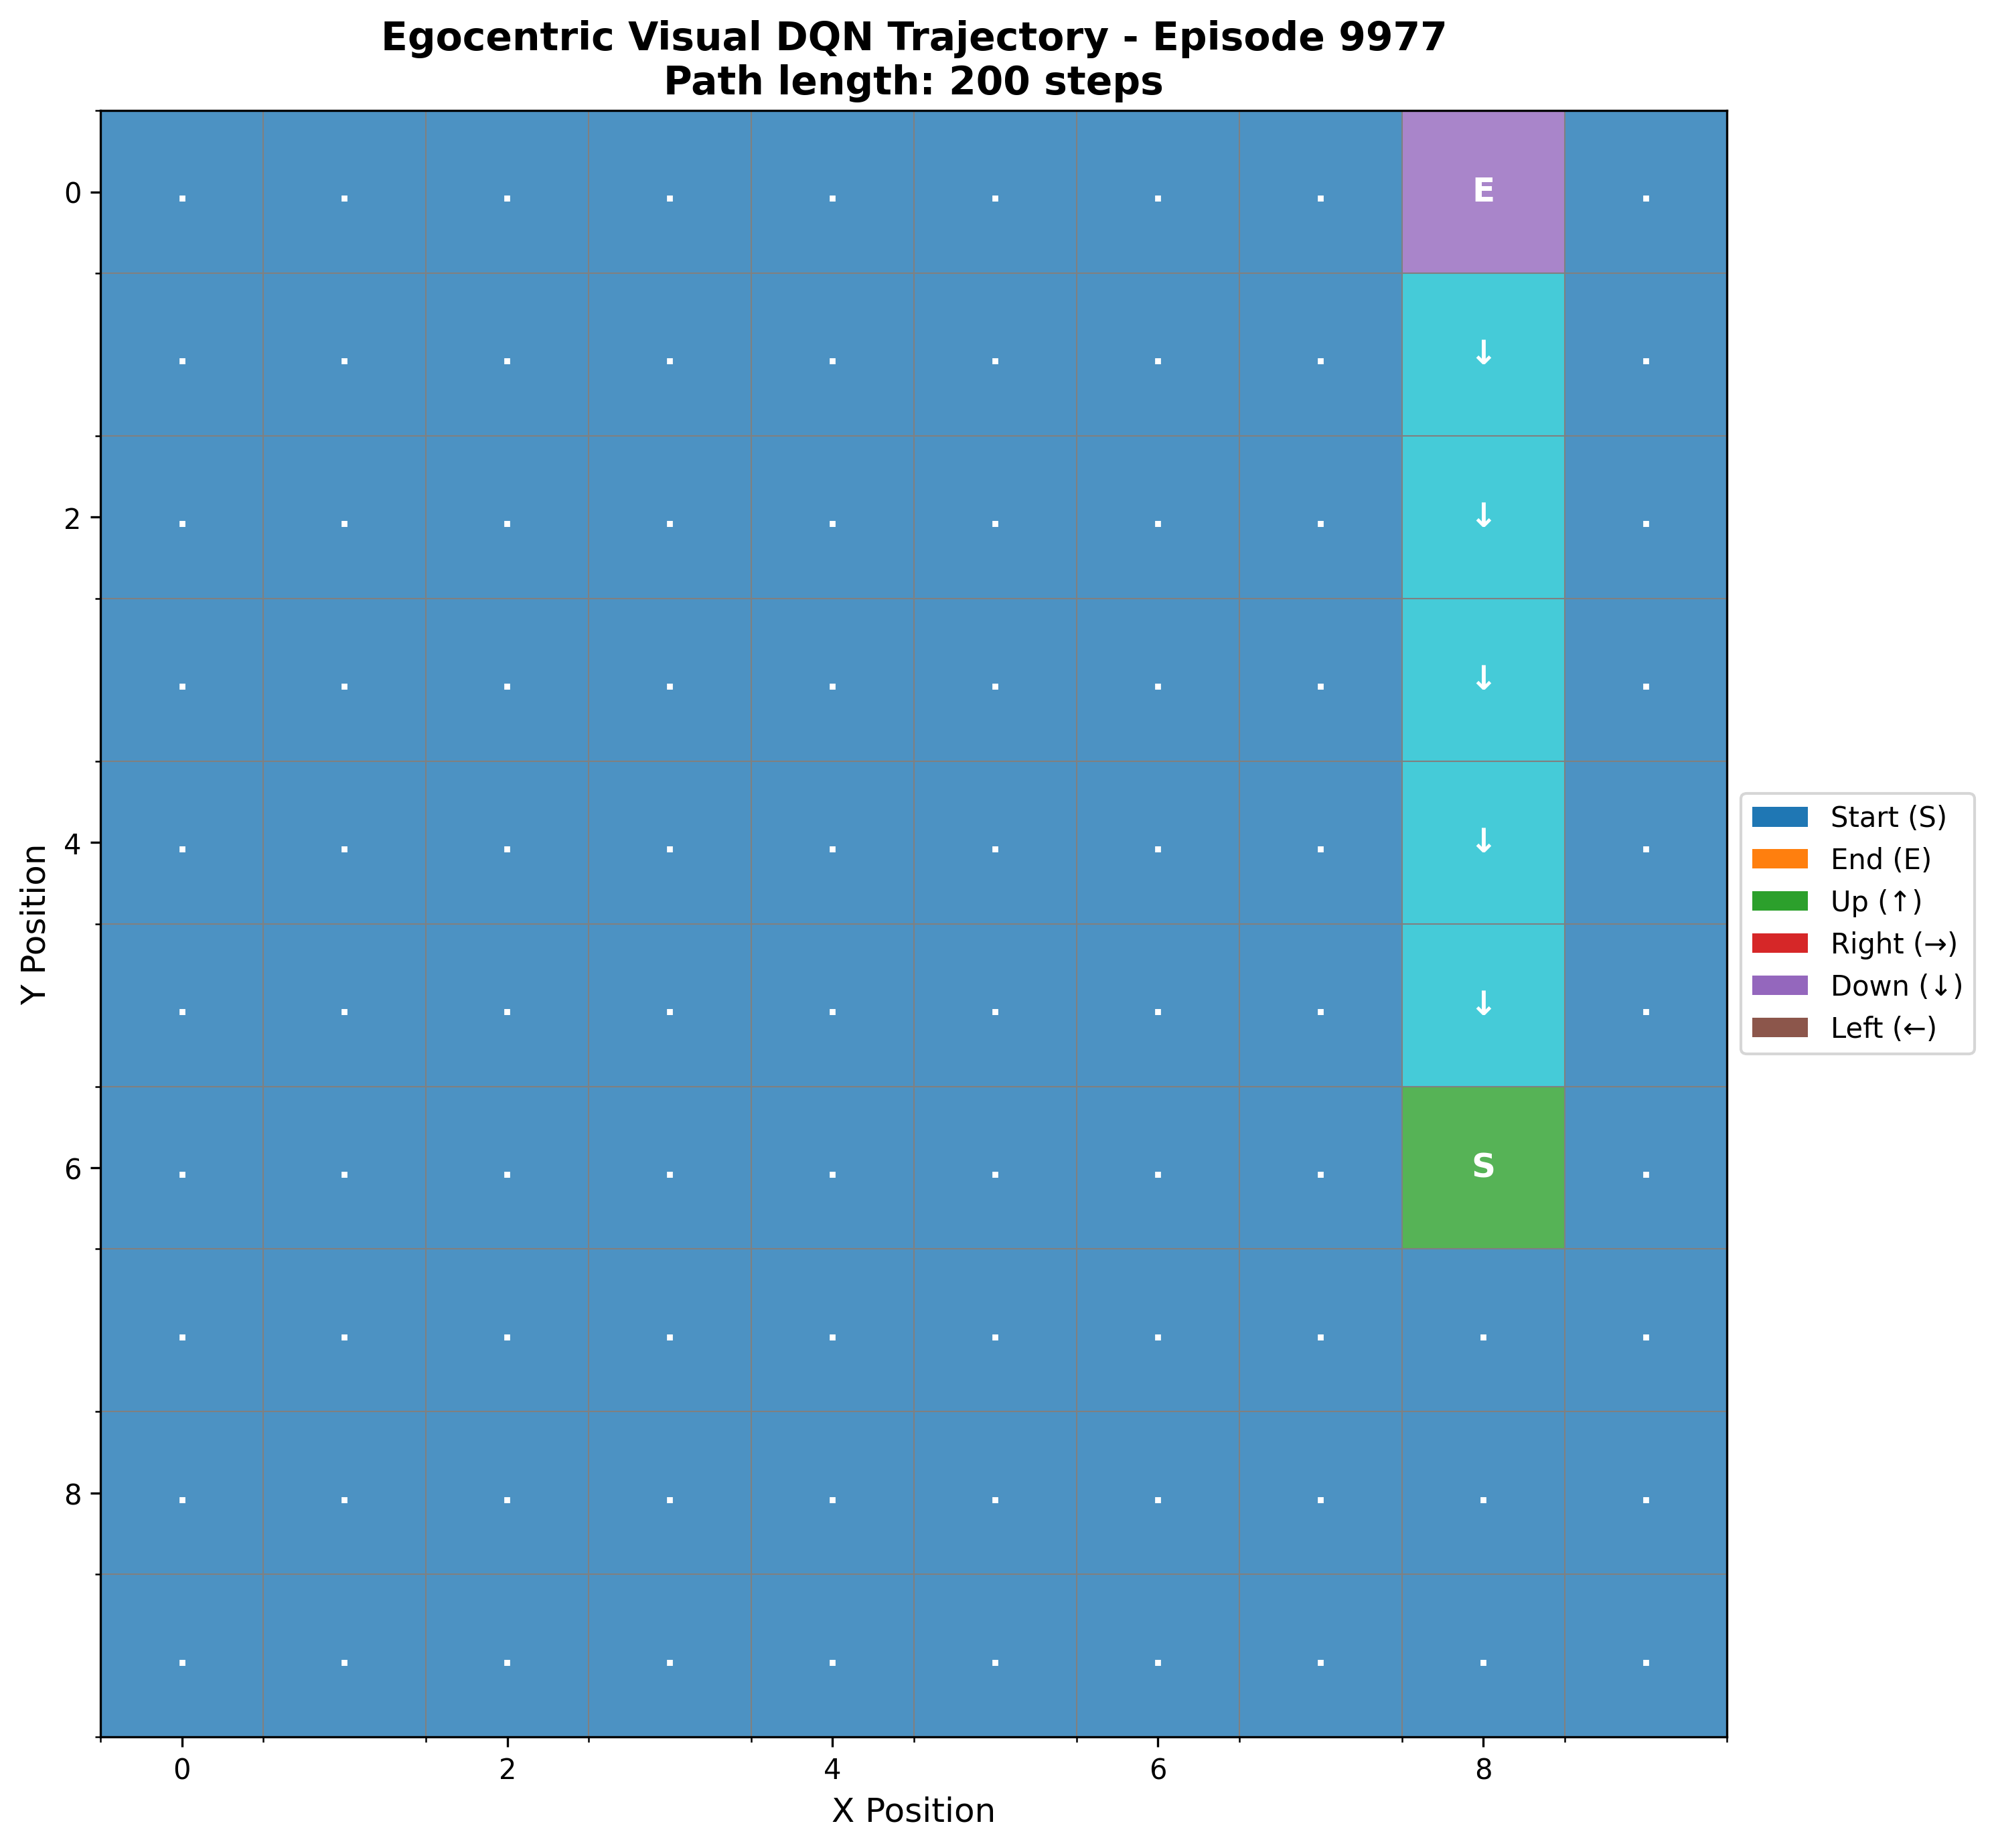 Egocentric Visual DQN Trajectory - Episode 9977
Path length: 200 steps
0
. . . . . . . . E .
. . . . . . . . ↓ .
2
. . . . . . . . ↓ .
. . . . . . . . ↓ .
4
. . . . . . . . ↓ .
. . . . . . . . ↓ .
6
. . . . . . . . S .
. . . . . . . . . .
8
. . . . . . . . . .
. . . . . . . . . .
0 2 4 6 8
X Position
Y Position
Start (S)
End (E)
Up (↑)
Right (→)
Down (↓)
Left (←)